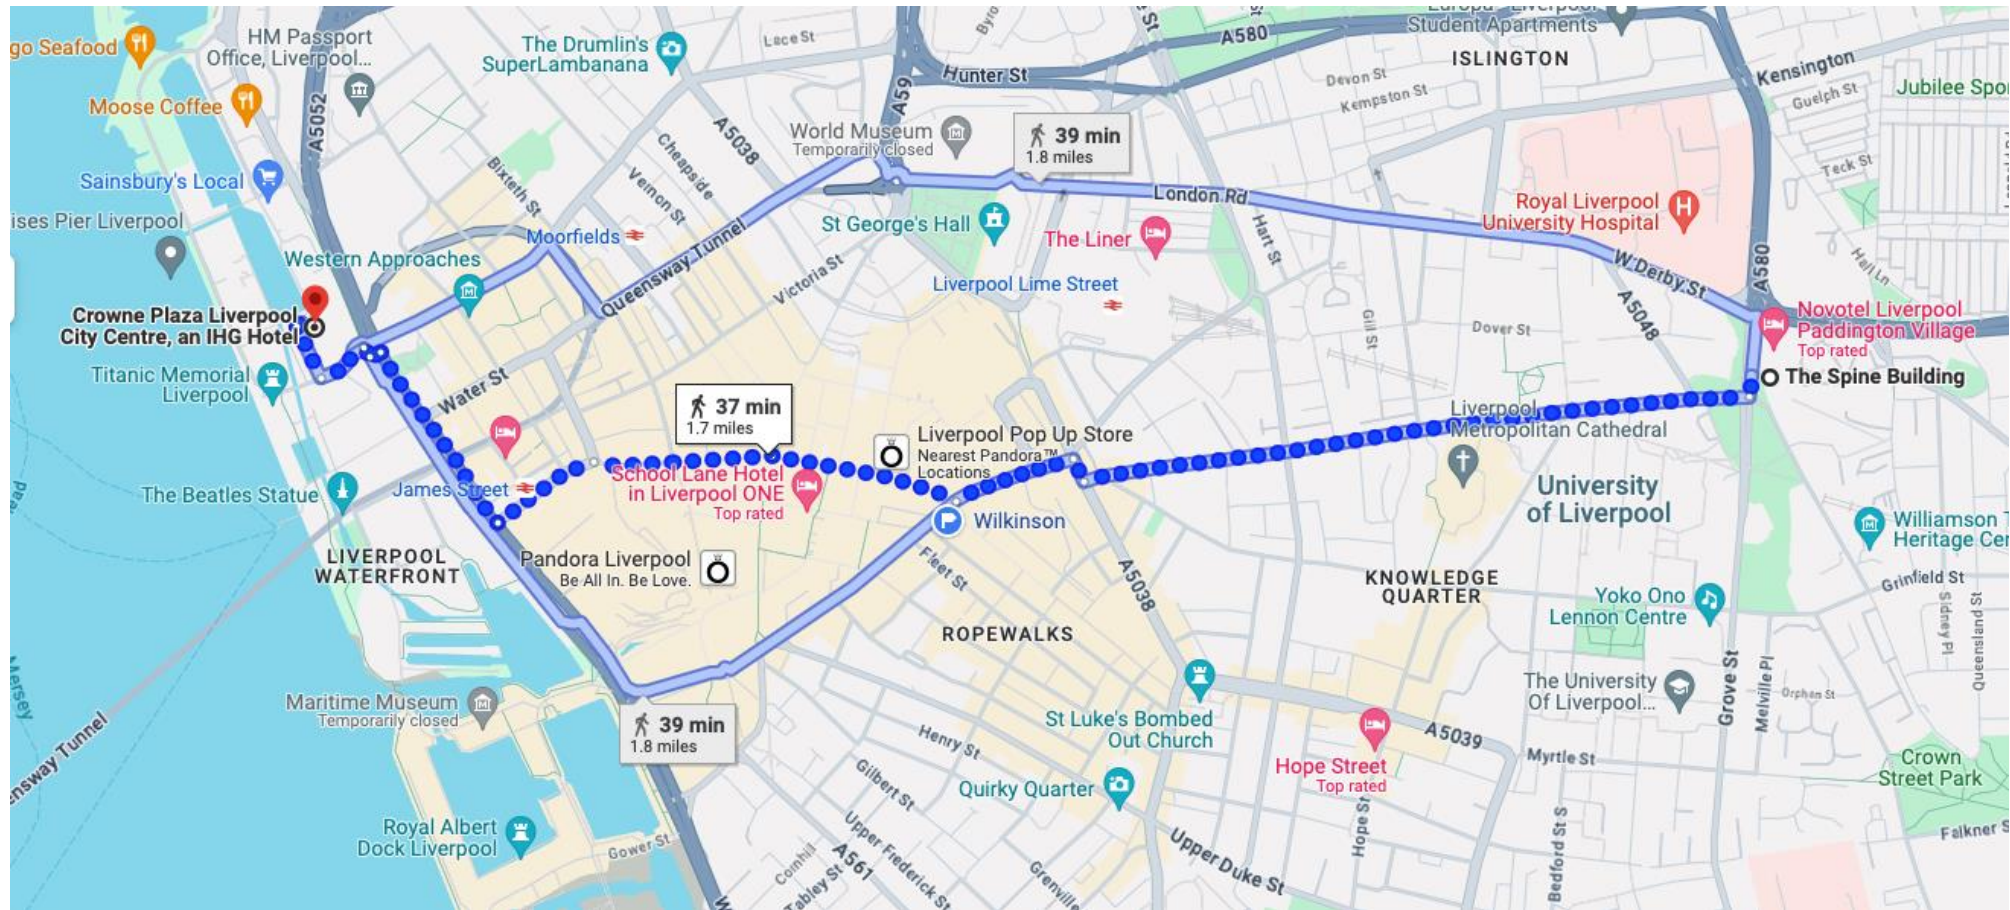 go Seafood
HM Passport
Office, Liverpool...
The Drumlin's
SuperLambanana
Lace St
Student Apartments
A580
ISLINGTON
Hunter St
A59
A5052
Devon St
Kempston St
Kensington
Guelph St
Jubilee Spo
Moose Coffee
World Museum
Temporarily closed
39 min
1.8 miles
A5038
Cheapside
Vernon St
Bixteth St
Teck St
Sainsbury's Local
London Rd
Royal Liverpool
University Hospital
ises Pier Liverpool
St George's Hall
The Liner
Hart St
Moorfields
Queensway Tunnel
Victoria St
Western Approaches
Liverpool Lime Street
W Derby St
A580
Hall Ln
A5048
Gill St
Dover St
Crowne Plaza Liverpool
City Centre, an IHG Hotel
Novotel Liverpool
Paddington Village
Top rated
The Spine Building
Titanic Memorial
Liverpool
Water St
37 min
1.7 miles
Liverpool Pop Up Store
Nearest Pandora™
Locations
Liverpool
Metropolitan Cathedral
School Lane Hotel
in Liverpool ONE
Top rated
James Street
The Beatles Statue
Wilkinson
University
of Liverpool
Williamson T
Heritage Cer
LIVERPOOL
WATERFRONT
Pandora Liverpool
Be All In. Be Love.
Fleet St
A5038
KNOWLEDGE
QUARTER
Grinfield St
Sidney Pl
Queensland St
Yoko Ono
Lennon Centre
ROPEWALKS
Mersey
Maritime Museum
Temporarily closed
The University
Of Liverpool...
Grove St
Melville Pl
Orphan St
39 min
1.8 miles
St Luke's Bombed
Out Church
A5039
Myrtle St
ensway Tunnel
Henry St
Hope Street
Top rated
Crown
Street Park
Gilbert St
Quirky Quarter
Royal Albert
Dock Liverpool
Gower St
Cornhill
Tabley St
A561
Upper Frederick St
Grenville
Upper Duke St
Hope St
Bedford St S
Falkner S